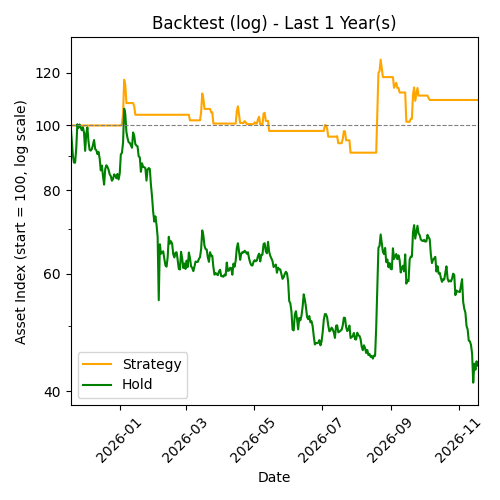 Backtest (log) - Last 1 Year(s)
Asset Index (start = 100, log scale)
120
100
80
60
40
Strategy
Hold
2026-01
2026-03
2026-05
2026-07
2026-09
2026-11
Date